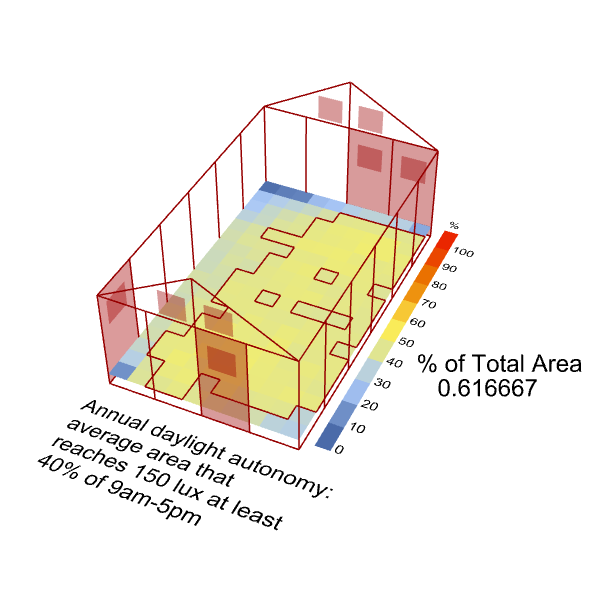 %
100
90
80
70
60
50
40
30
20
10
0
% of Total Area
0.616667
Annual daylight autonomy:
average area that
reaches 150 lux at least
40% of 9am-5pm